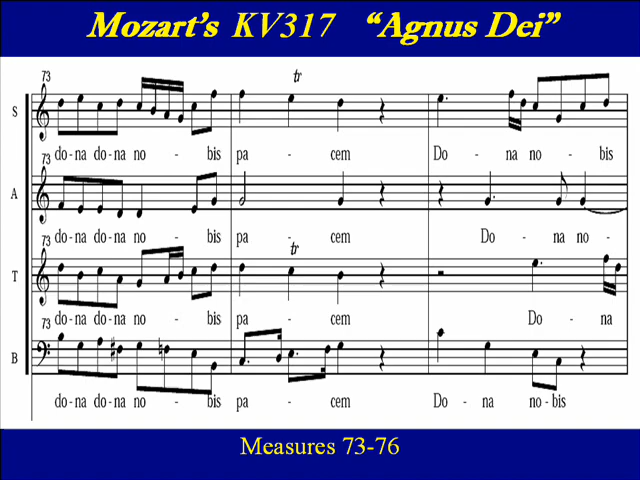 Mozart's KV317 "Agnus Dei"
73 tr
S
do-na do-na no - bis pa - cem Do - na no - bis
73
A
do-na do-na no - bis pa - cem Do - na no -
73 tr
T
do-na do-na no - bis pa - cem Do - na
73
B
do-na do-na no - bis pa - cem Do - na no-bis
Measures 73-76